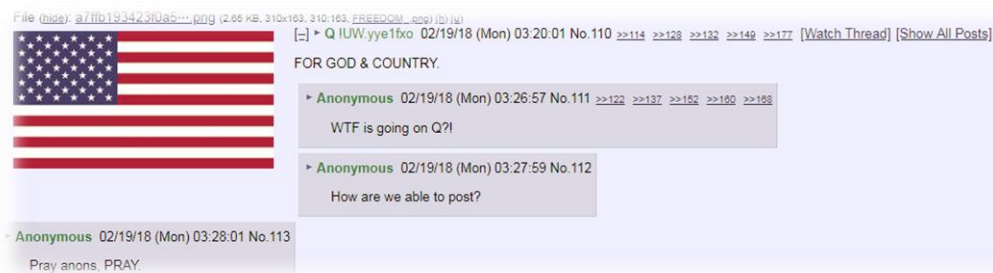 File (hide): a7ffb193423f0a5···.png (2.65 KB, 310x163, 310:163, FREEDOM_.png) (h) (u)
[–] ▸ Q !UW.yye1fxo 02/19/18 (Mon) 03:20:01 No.110 >>114 >>128 >>132 >>149 >>177 [Watch Thread] [Show All Posts]
FOR GOD & COUNTRY.
▸ Anonymous 02/19/18 (Mon) 03:26:57 No.111 >>122 >>137 >>152 >>160 >>168
WTF is going on Q?!
▸ Anonymous 02/19/18 (Mon) 03:27:59 No.112
How are we able to post?
▸ Anonymous 02/19/18 (Mon) 03:28:01 No.113
Pray anons, PRAY.